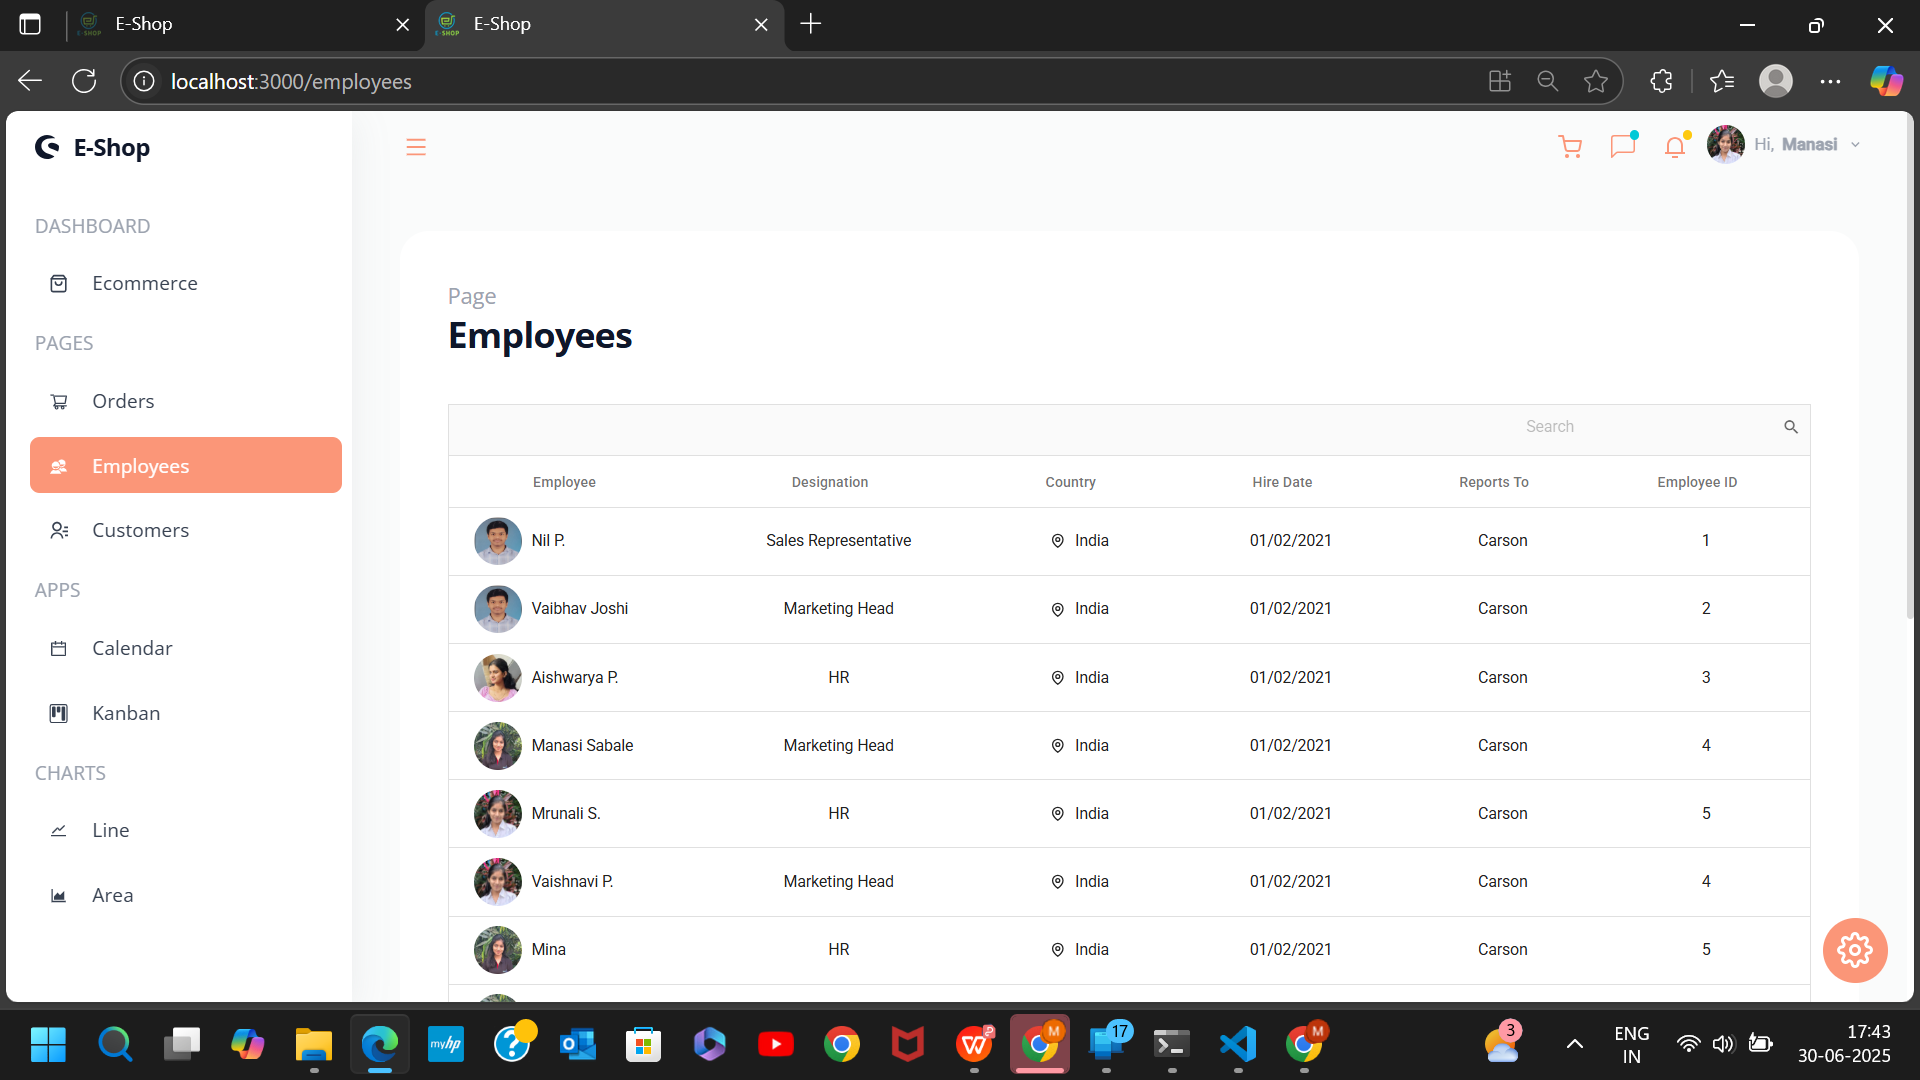 E-Shop
E-Shop
localhost:3000/employees
E-Shop
Hi, Manasi
DASHBOARD
Ecommerce
PAGES
Orders
Employees
Customers
APPS
Calendar
Kanban
CHARTS
Line
Area
Page
Employees
Search
Employee Designation Country Hire Date Reports To Employee ID
Nil P. Sales Representative India 01/02/2021 Carson 1
Vaibhav Joshi Marketing Head India 01/02/2021 Carson 2
Aishwarya P. HR India 01/02/2021 Carson 3
Manasi Sabale Marketing Head India 01/02/2021 Carson 4
Mrunali S. HR India 01/02/2021 Carson 5
Vaishnavi P. Marketing Head India 01/02/2021 Carson 4
Mina HR India 01/02/2021 Carson 5
myhp
M
17
M
3
ENG
IN
17:43
30-06-2025